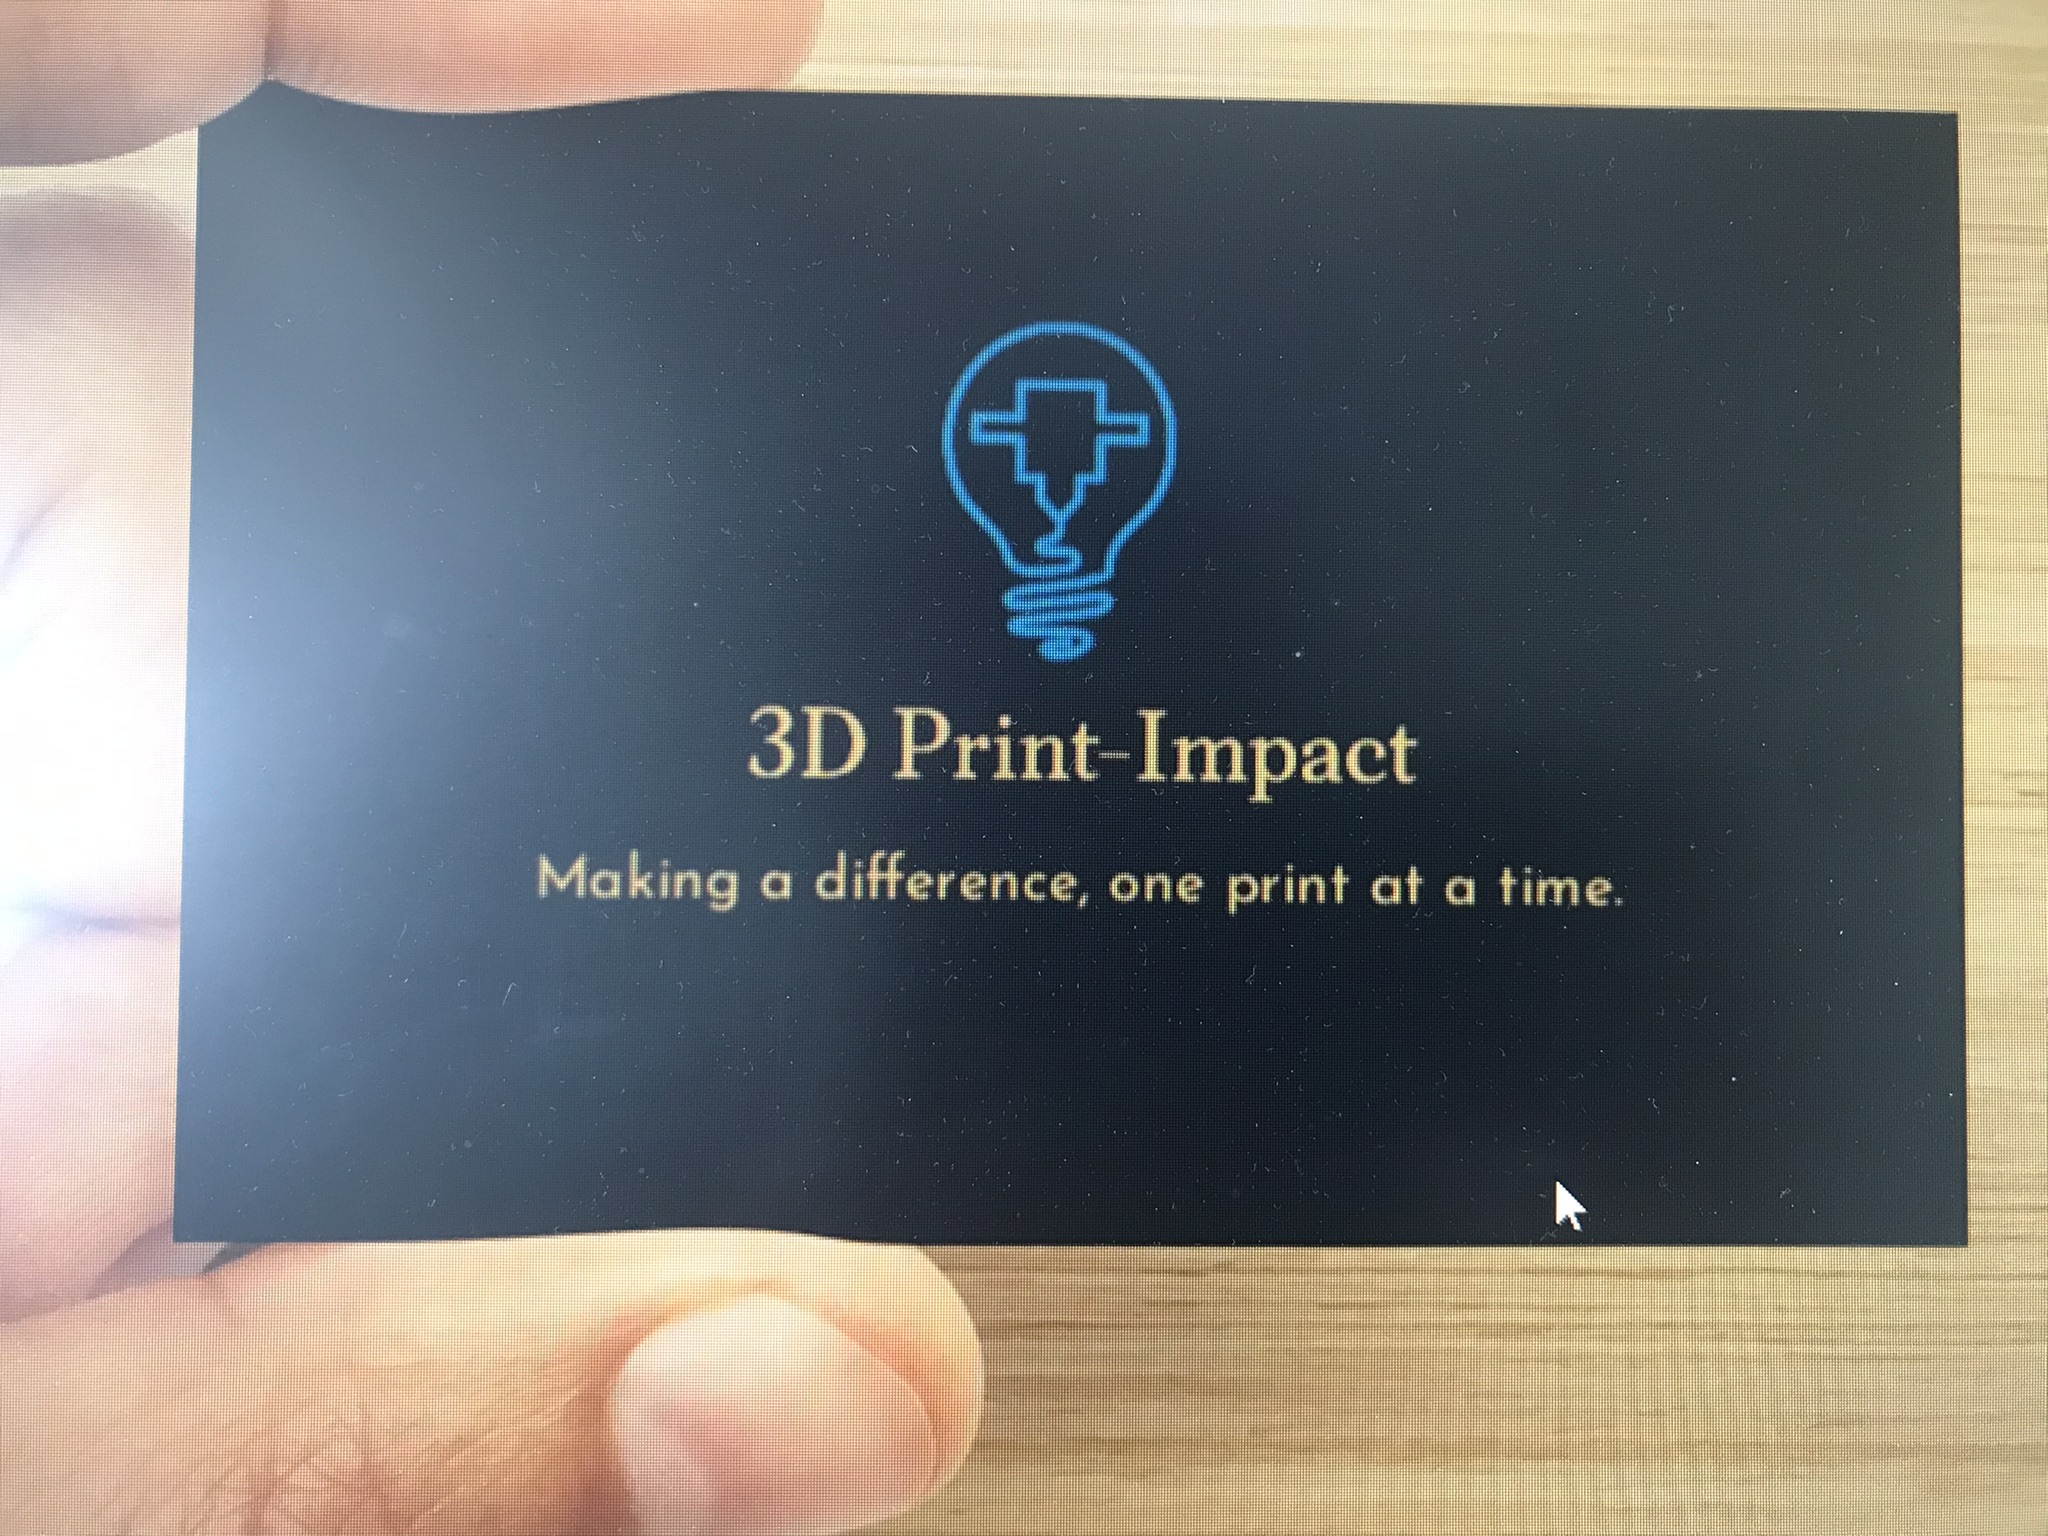 3D Print-Impact
Making a difference, one print at a time.